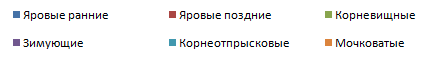 Яровые ранние Яровые поздние Корневищные
Зимующие Корнеотпрысковые Мочковатые